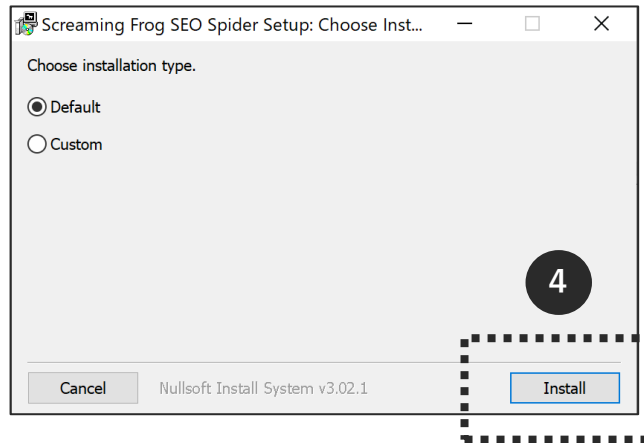 Screaming Frog SEO Spider Setup: Choose Inst...
Choose installation type.
Default
Custom
4
Cancel
Nullsoft Install System v3.02.1
Install